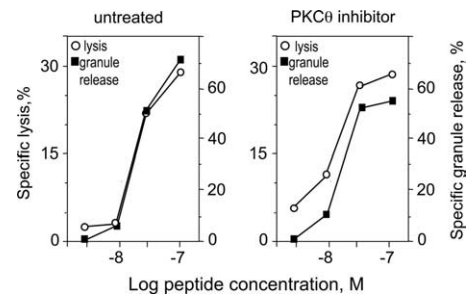 untreated
PKCθ inhibitor
lysis
granule
release
lysis
granule
release
30
15
0
60
40
20
0
30
15
0
60
40
20
0
-8
-7
-8
-7
Specific lysis,%
Specific granule release, %
Log peptide concentration, M